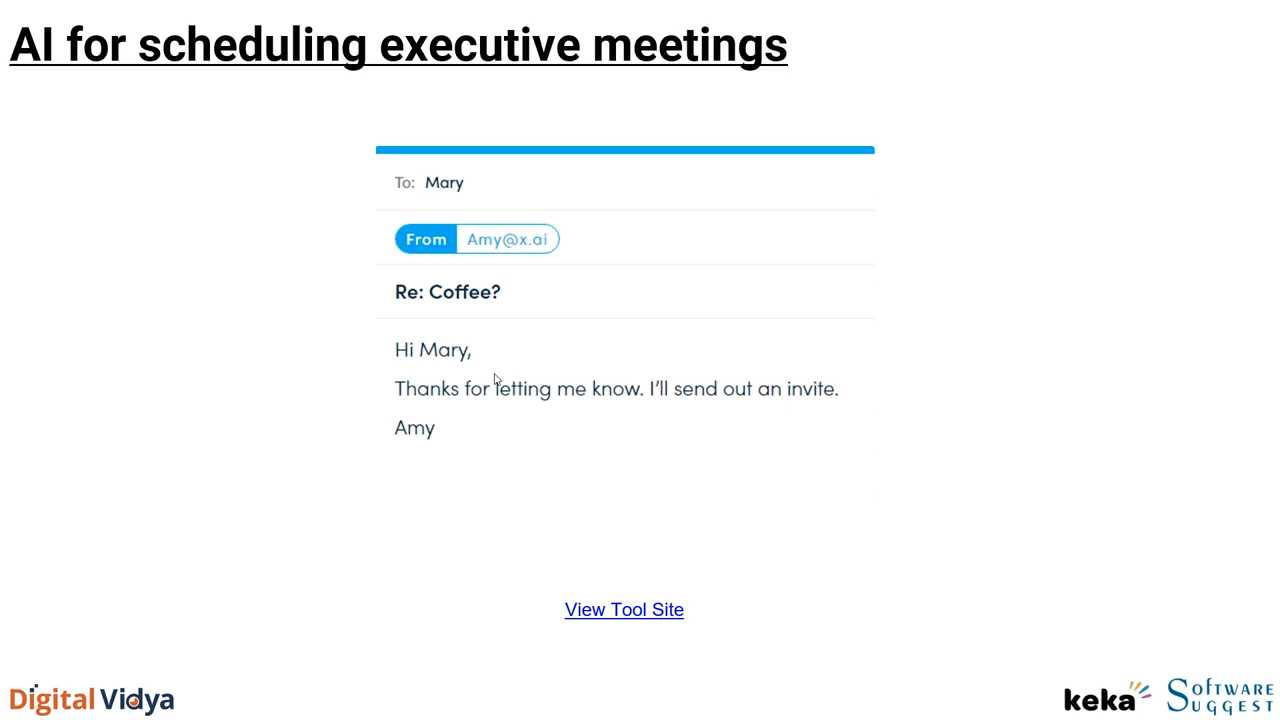 AI for scheduling executive meetings
To: Mary
From Amy@x.ai
Re: Coffee?
Hi Mary,
Thanks for letting me know. I'll send out an invite.
Amy
View Tool Site
Digital Vidya
keka
SOFTWARE
SUGGEST